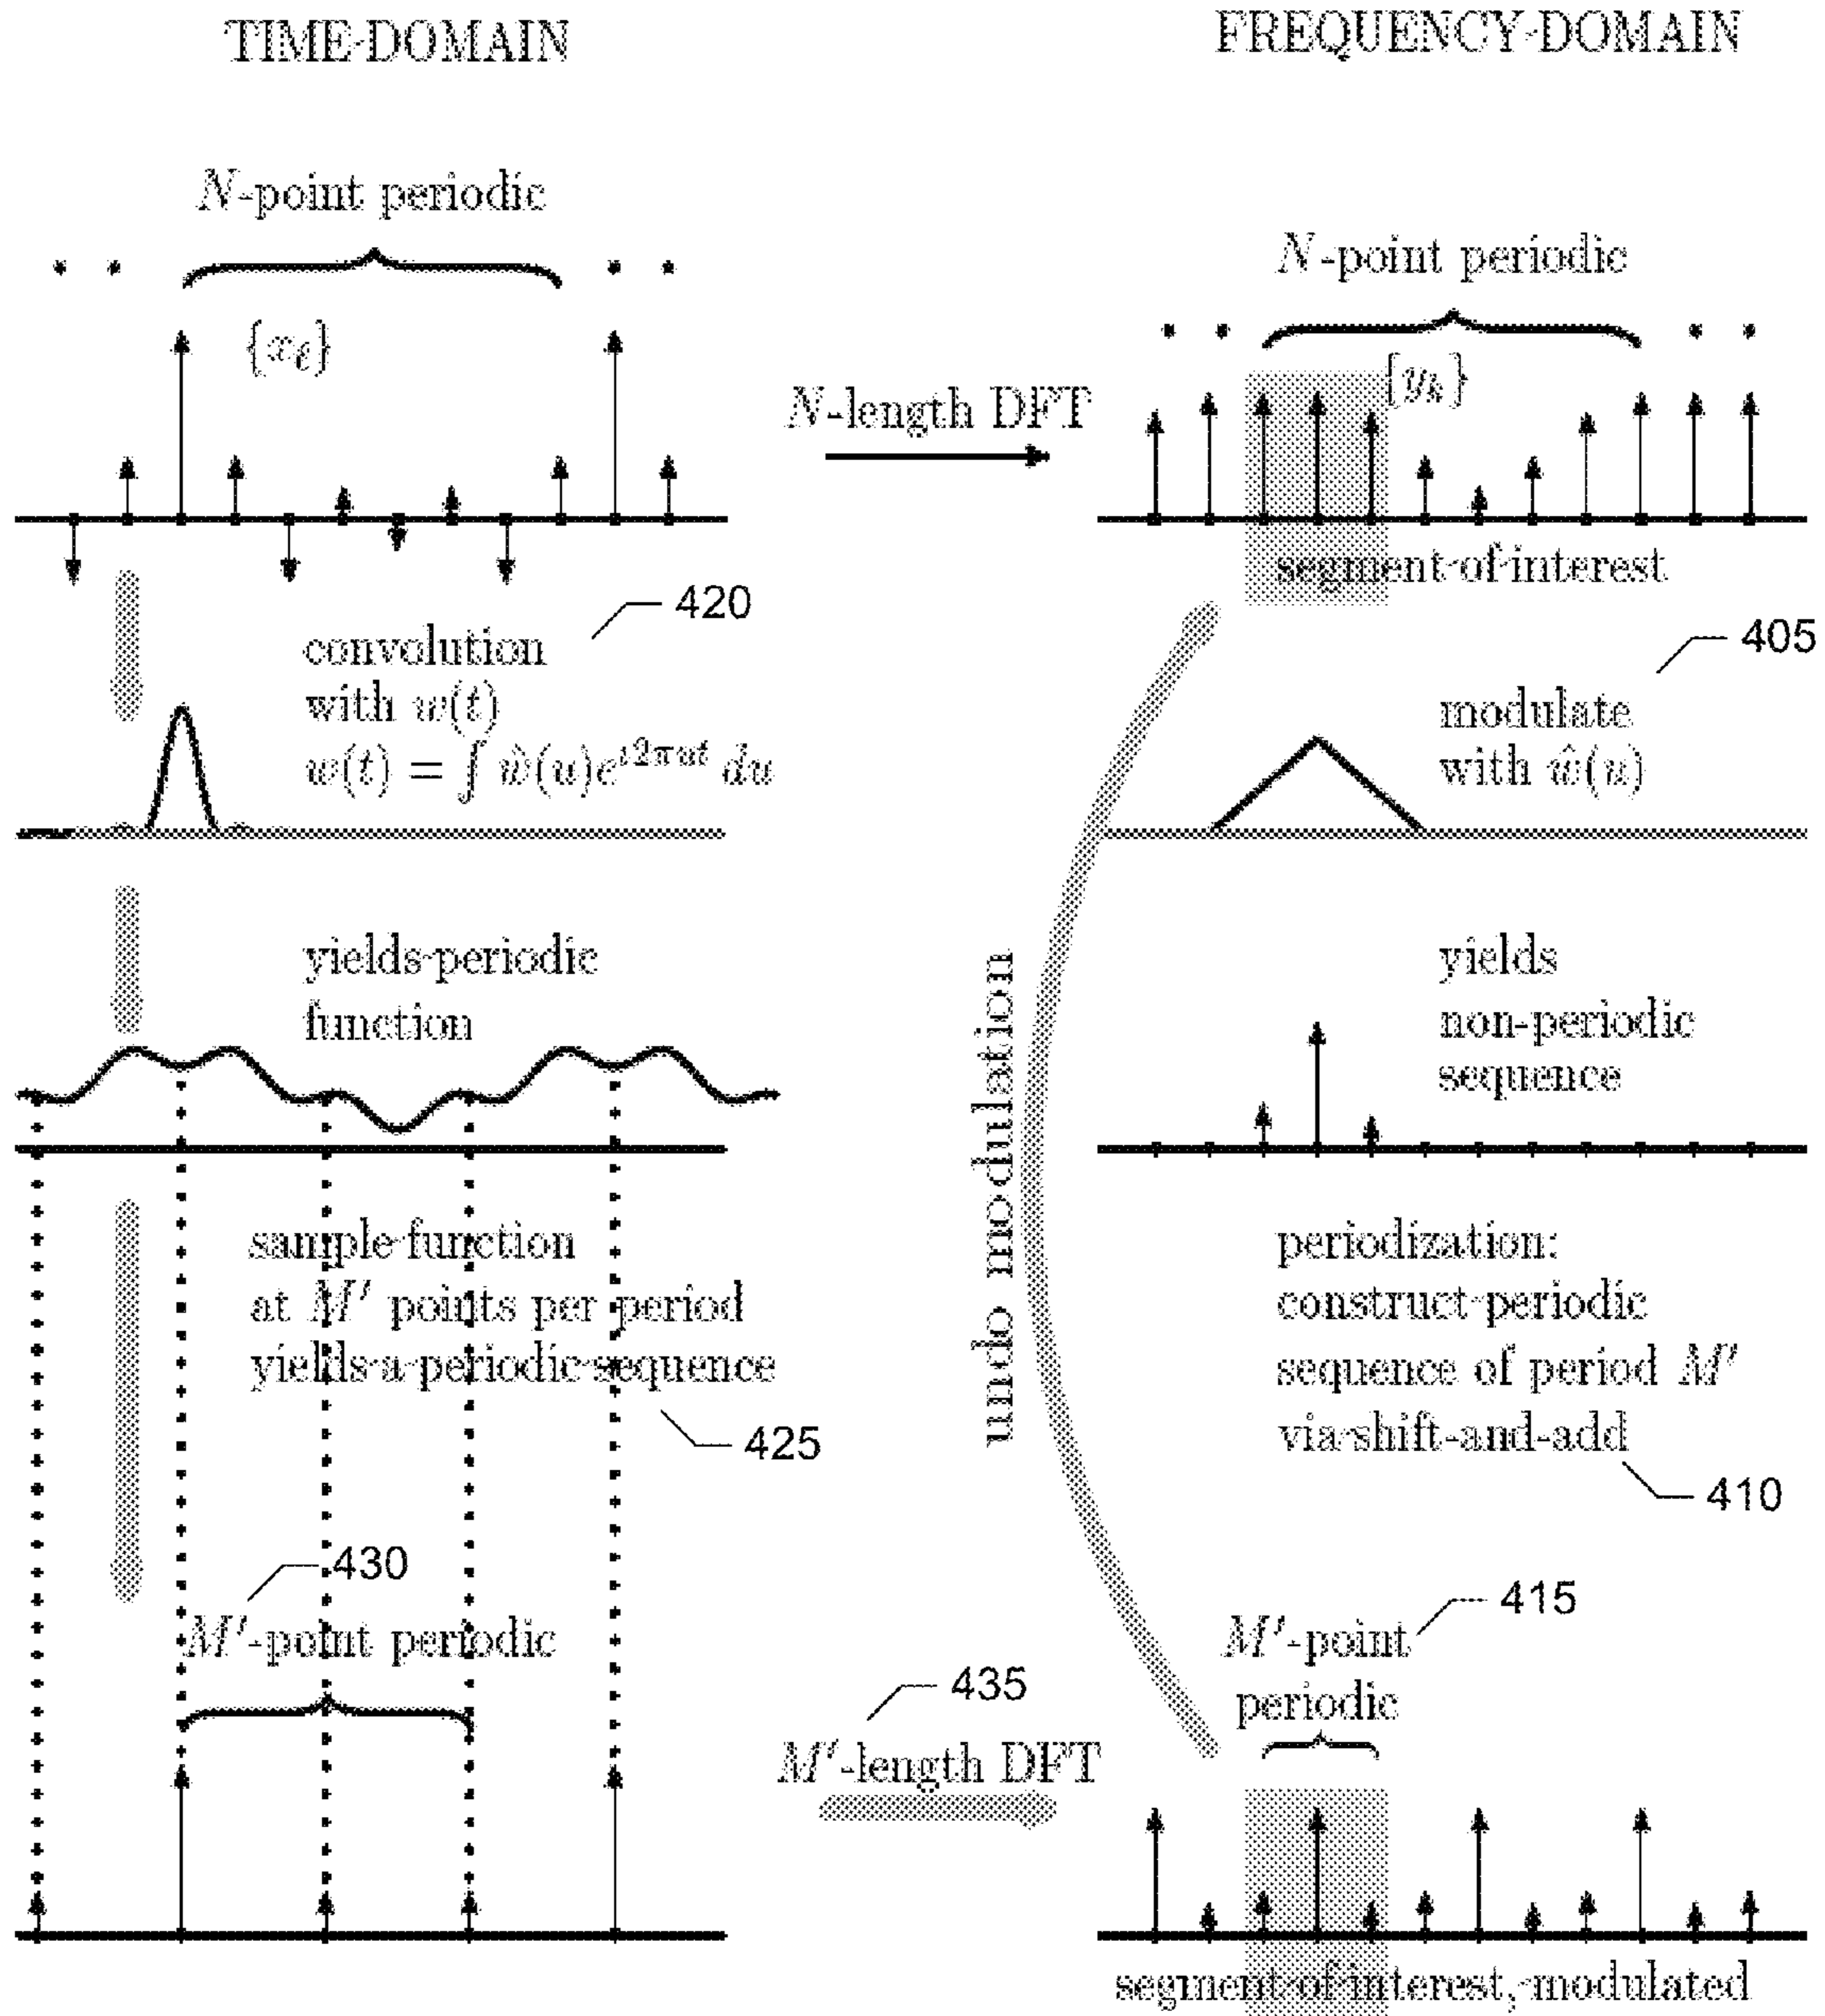 TIME-DOMAIN
FREQUENCY-DOMAIN
N-point periodic
{xℓ}
N-length DFT
N-point periodic
{yk}
segment-of-interest
420
convolution
with w(t)
w(t) = ∫ ŵ(u)e^{ι2πut} du
405
modulate
with ŵ(u)
yields-periodic
function
yields
non-periodic
sequence
undo modulation
sample-function
at M′ points per period
yields-a-periodic-sequence
425
periodization:
construct-periodic
sequence of period M′
via-shift-and-add
410
430
M′-point periodic
435
M′-length DFT
415
M′-point
periodic
segment-of-interest,-modulated